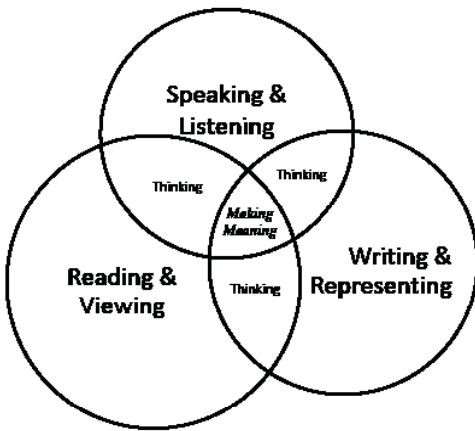 Speaking &
Listening
Thinking
Thinking
Making
Meaning
Reading &
Viewing
Writing &
Representing
Thinking